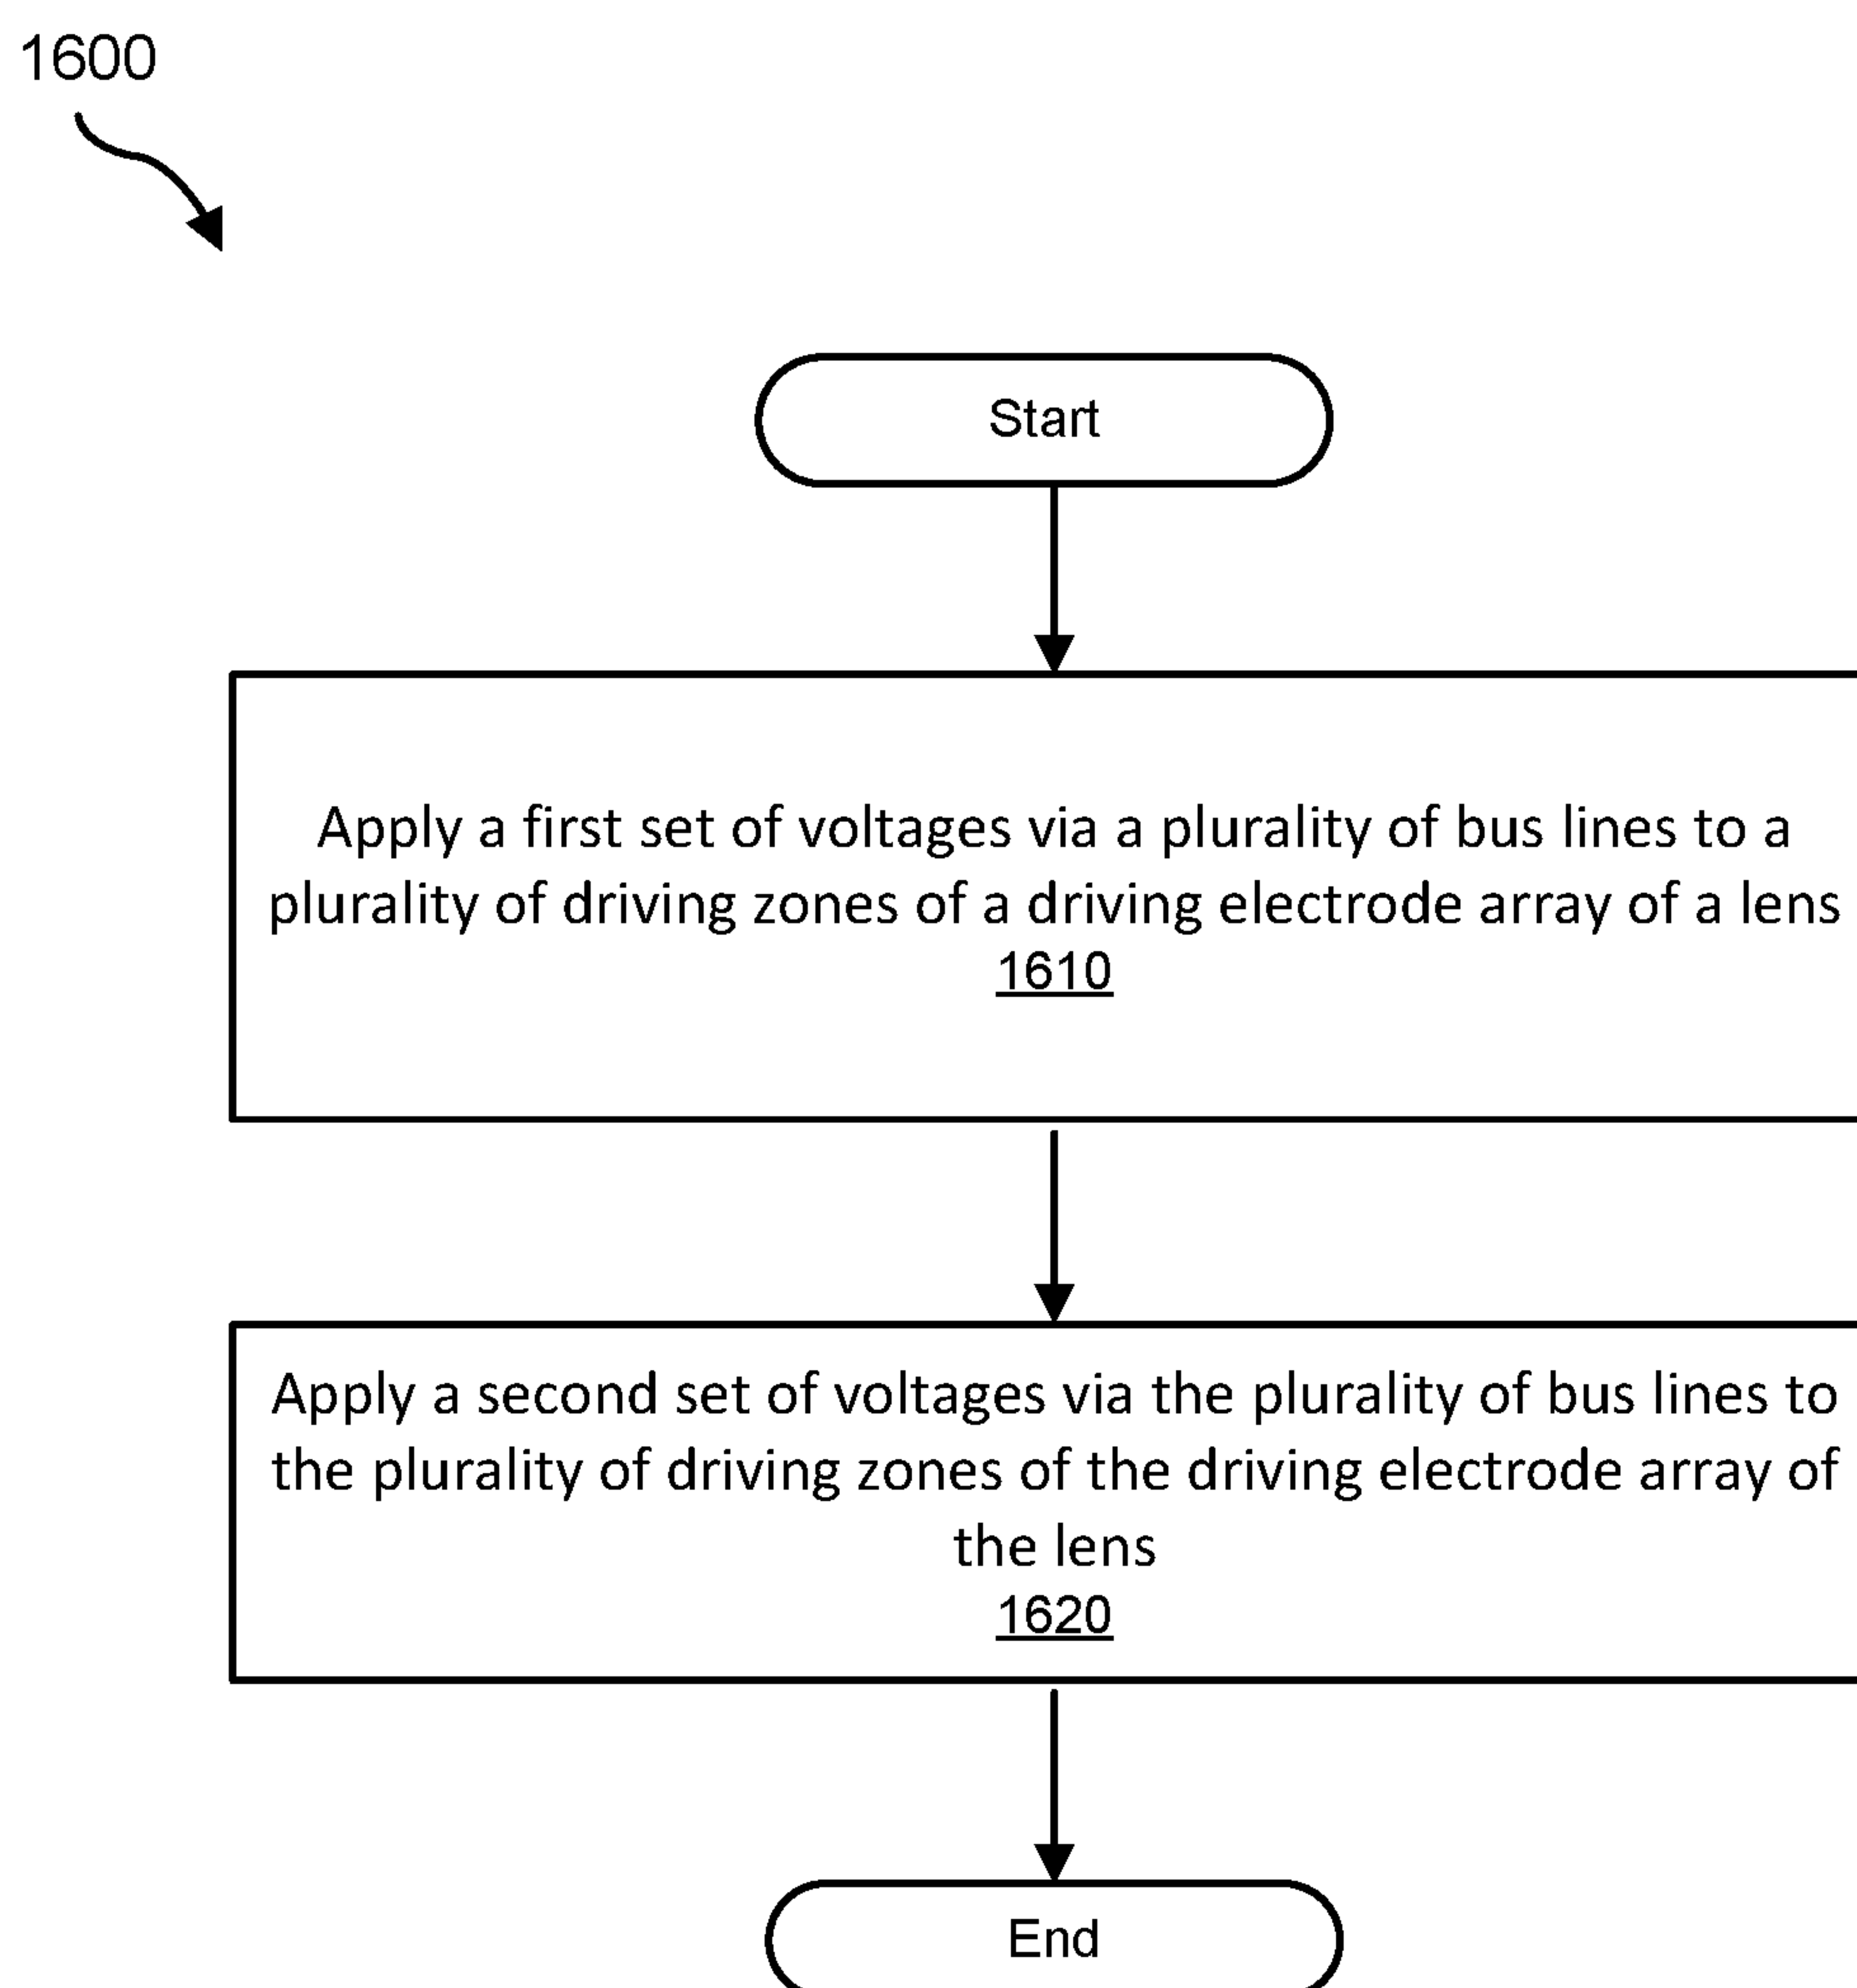 1600
Start
Apply a first set of voltages via a plurality of bus lines to a
plurality of driving zones of a driving electrode array of a lens
1610
Apply a second set of voltages via the plurality of bus lines to
the plurality of driving zones of the driving electrode array of
the lens
1620
End